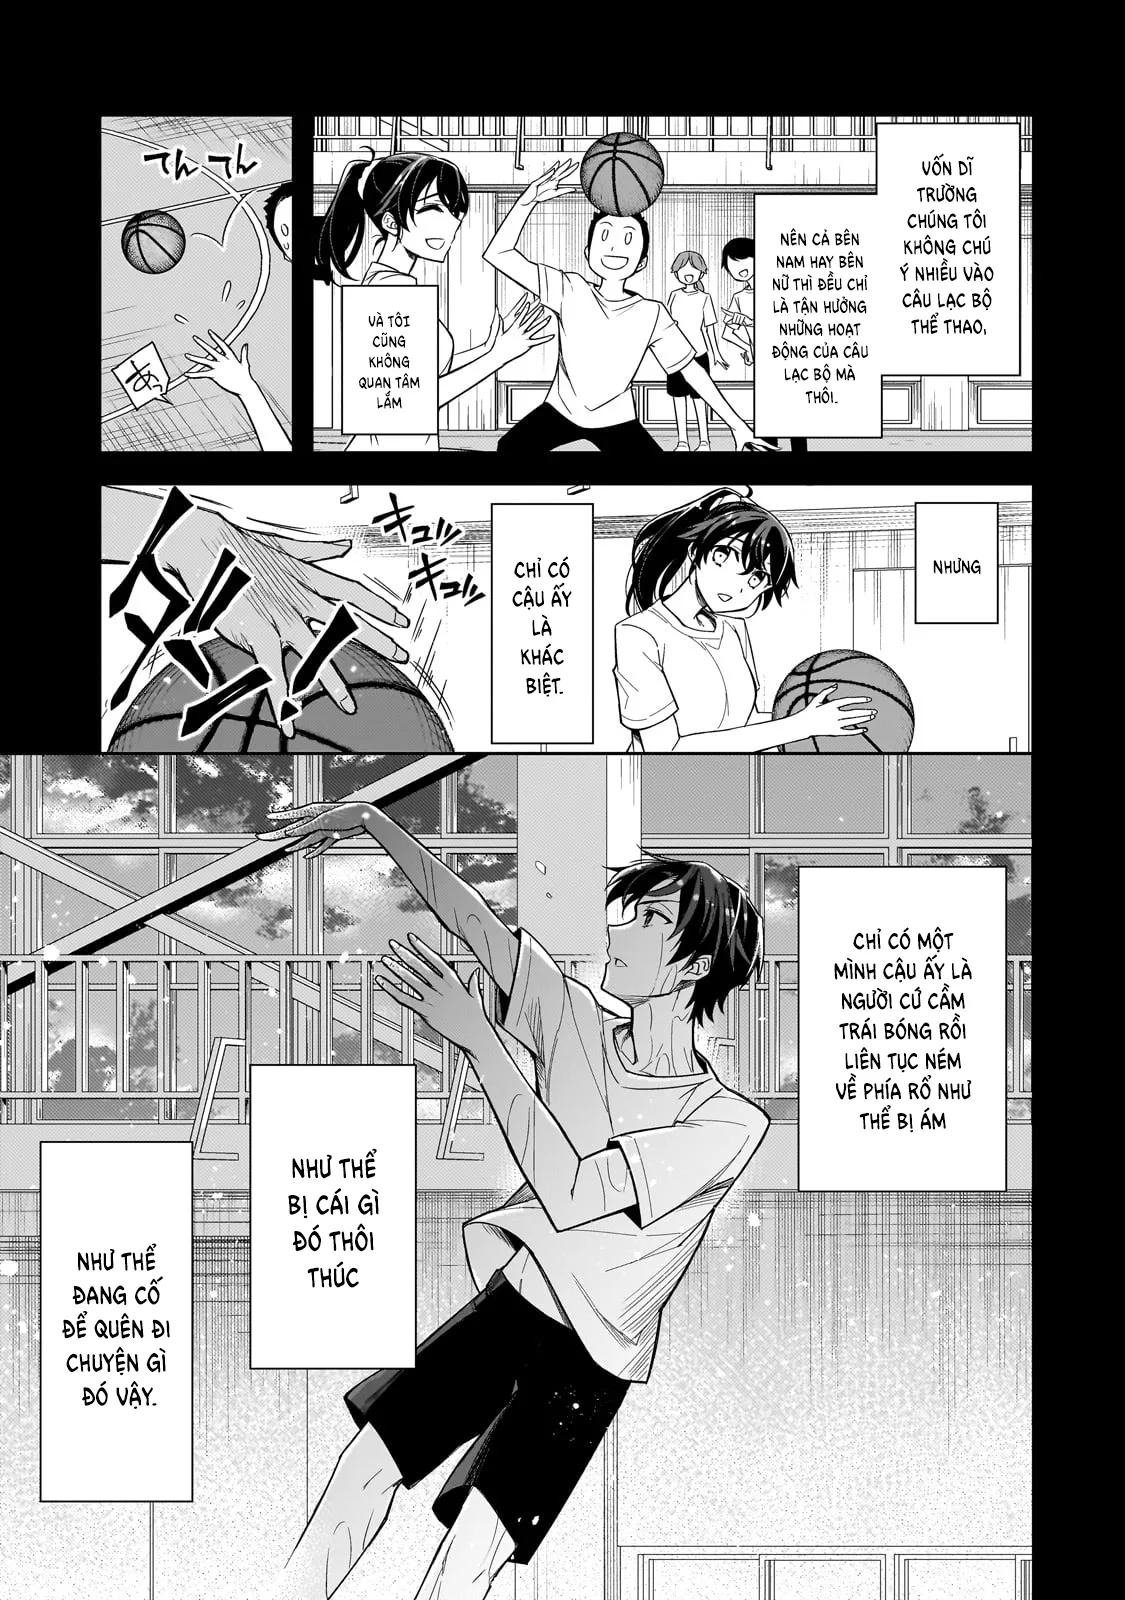 VỐN DĨ
TRƯỜNG
CHÚNG TÔI
KHÔNG CHÚ
Ý NHIỀU VÀO
CÂU LẠC BỘ
THỂ THAO,
NÊN CẢ BÊN
NAM HAY BÊN
NỮ THÌ ĐỀU CHỈ
LÀ TẬN HƯỞNG
NHỮNG HOẠT
ĐỘNG CỦA CÂU
LẠC BỘ MÀ
THÔI.
VÀ TÔI
CŨNG
KHÔNG
QUAN TÂM
LẮM
てんてん
あっ
NHƯNG
CHỈ CÓ
CẬU ẤY
LÀ
KHÁC
BIỆT.
キュッ
キュッ
ダンッ!
CHỈ CÓ MỘT
MÌNH CẬU ẤY LÀ
NGƯỜI CỨ CẦM
TRÁI BÓNG RỒI
LIÊN TỤC NÉM
VỀ PHÍA RỔ NHƯ
THỂ BỊ ÁM
NHƯ THỂ
BỊ CÁI GÌ
ĐÓ THÔI
THÚC
NHƯ THỂ
ĐANG CỐ
ĐỂ QUÊN ĐI
CHUYỆN GÌ
ĐÓ VẬY.